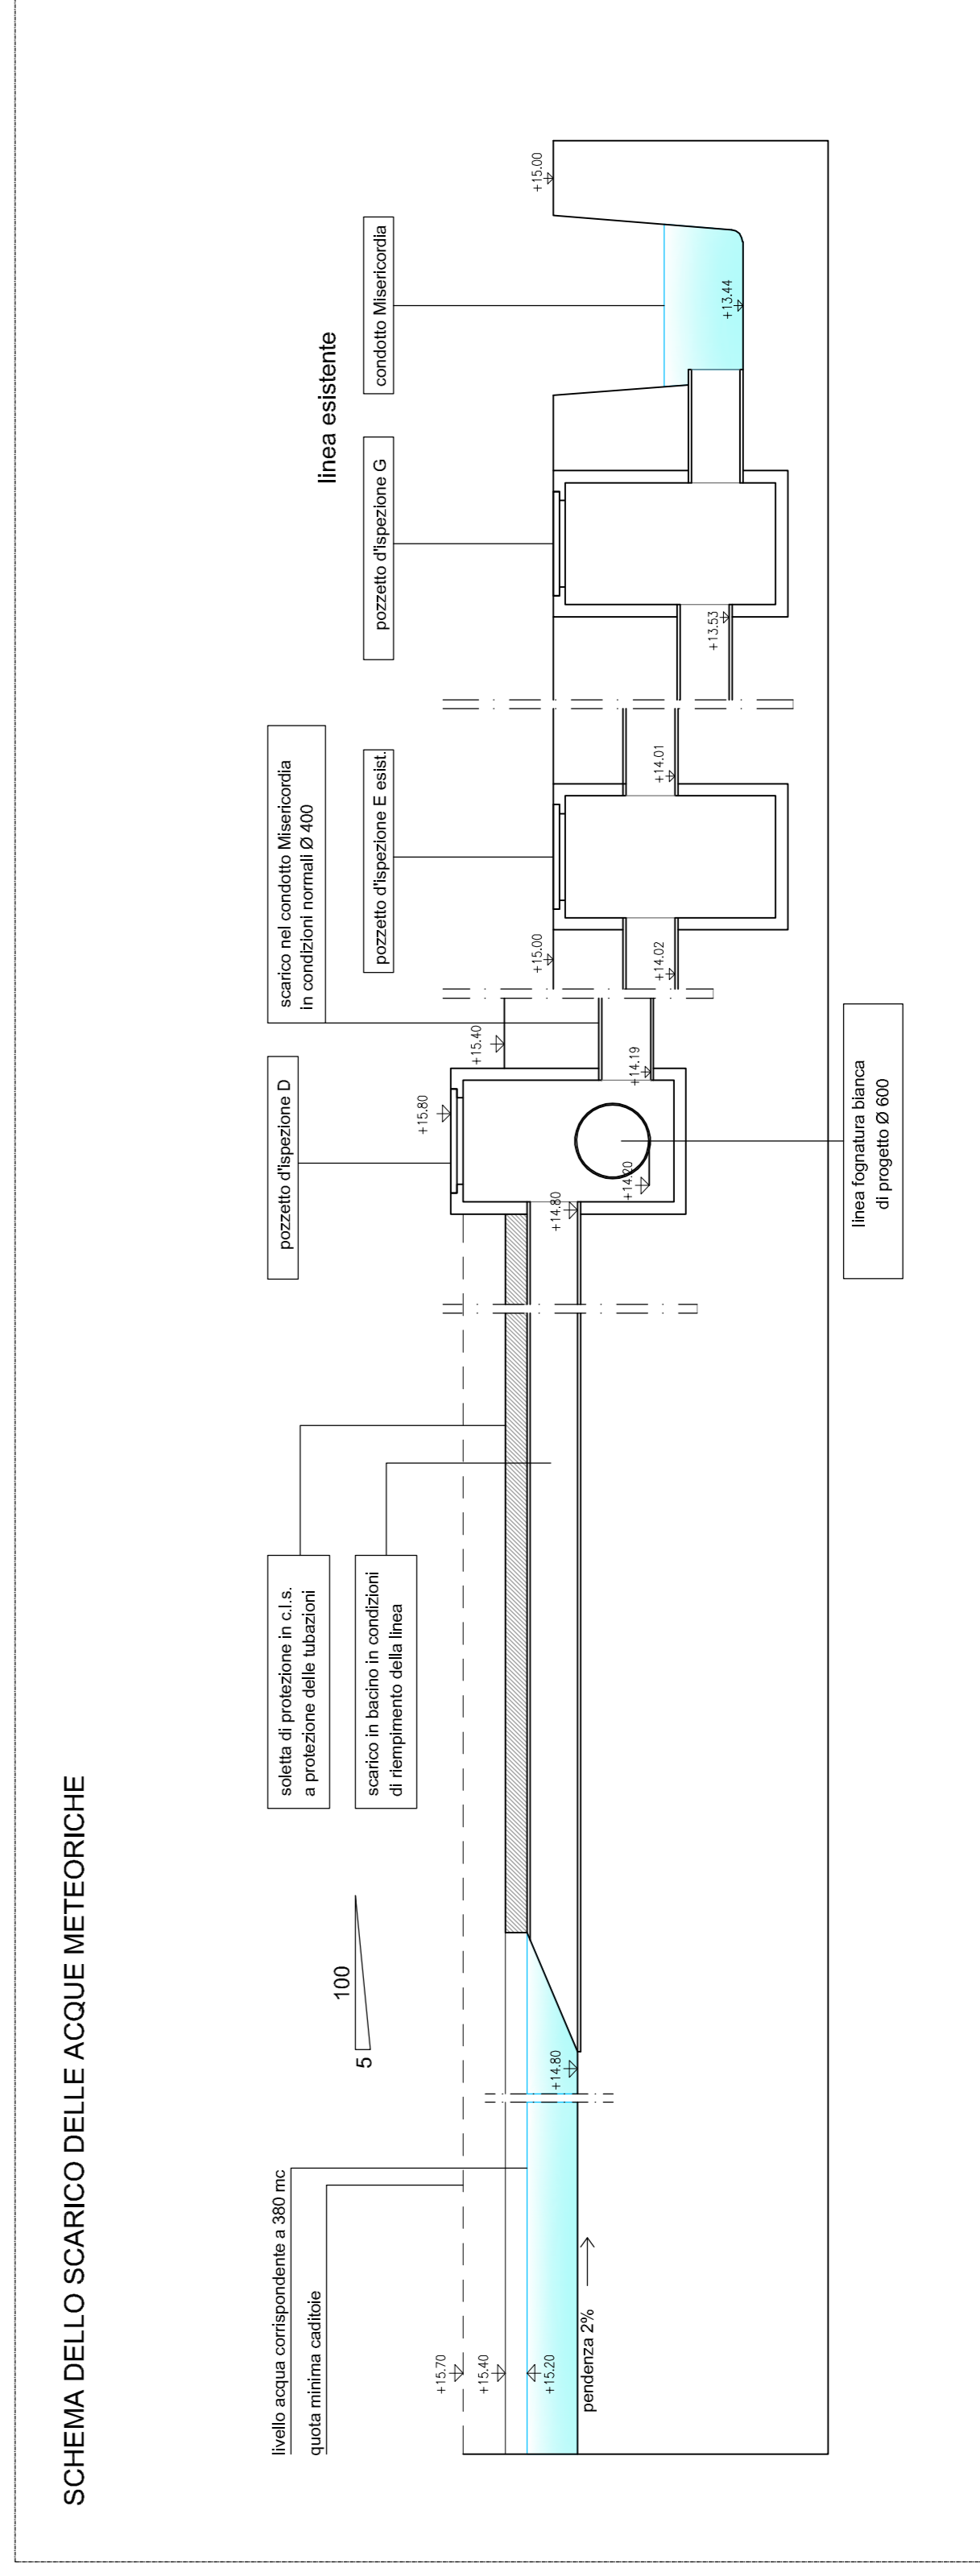 SCHEMA DELLO SCARICO DELLE ACQUE METEORICHE
livello acqua corrispondente a 380 mc
quota minima caditoie
+15.70
+15.40
+15.20
pendenza 2%
+14.80
100
5
soletta di protezione in c.l.s.
a protezione delle tubazioni
scarico in bacino in condizioni
di riempimento della linea
pozzetto d'ispezione D
+15.80
+14.80
+14.20
+14.19
+15.40
linea fognatura bianca
di progetto Ø 600
scarico nel condotto Misericordia
in condizioni normali Ø 400
pozzetto d'ispezione E esist.
+15.00
+14.02
+14.01
linea esistente
pozzetto d'ispezione G
+13.53
condotto Misericordia
+13.44
+15.00